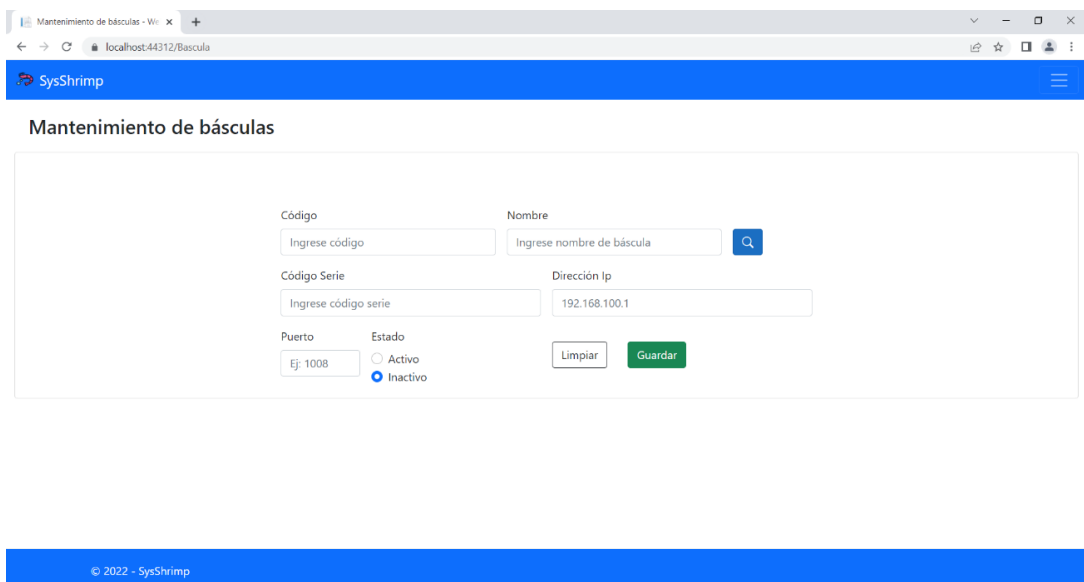 Mantenimiento de básculas - We
localhost:44312/Bascula
SysShrimp
Mantenimiento de básculas
Código Nombre
Ingrese código Ingrese nombre de báscula
Código Serie Dirección Ip
Ingrese código serie 192.168.100.1
Puerto Estado
Ej: 1008 Activo Limpiar Guardar
Inactivo
© 2022 - SysShrimp